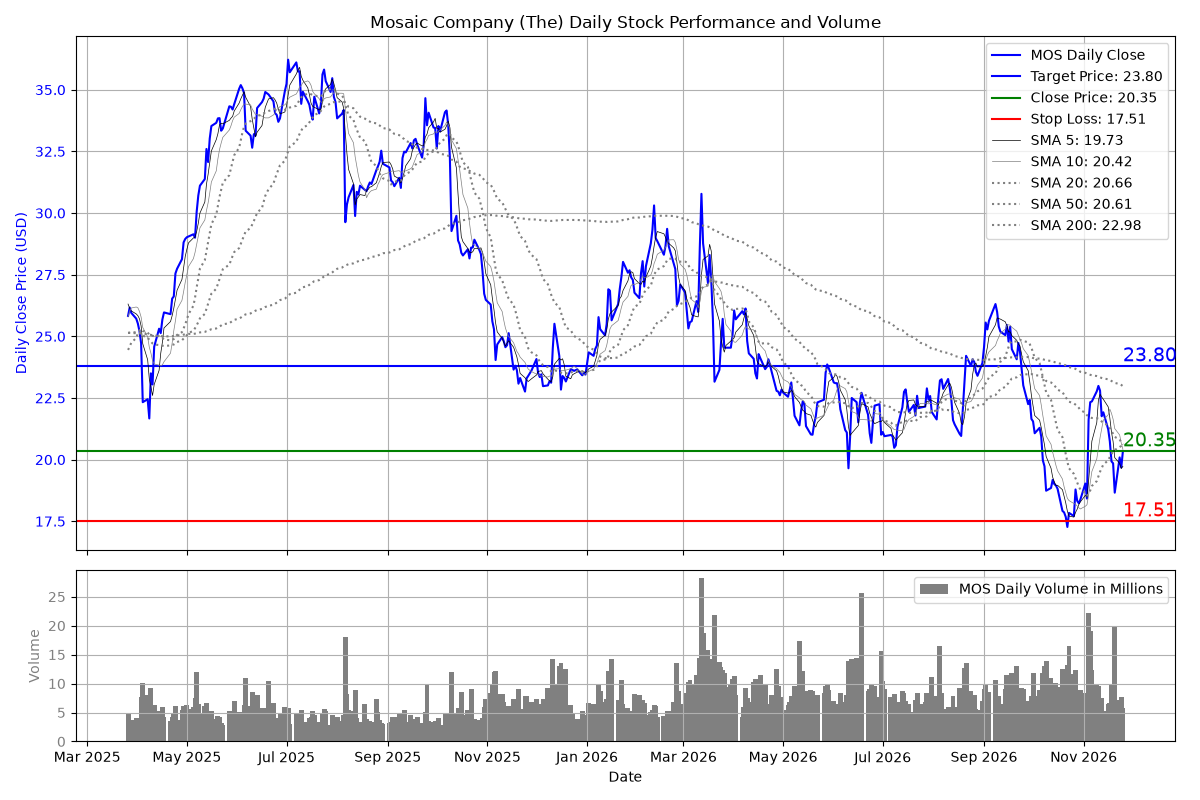 Mosaic Company (The) Daily Stock Performance and Volume
Daily Close Price (USD)
35.0
32.5
30.0
27.5
25.0
22.5
20.0
17.5
MOS Daily Close
Target Price: 23.80
Close Price: 20.35
Stop Loss: 17.51
SMA 5: 19.73
SMA 10: 20.42
SMA 20: 20.66
SMA 50: 20.61
SMA 200: 22.98
23.80
20.35
17.51
Volume
25
20
15
10
5
0
MOS Daily Volume in Millions
Mar 2025
May 2025
Jul 2025
Sep 2025
Nov 2025
Jan 2026
Mar 2026
May 2026
Jul 2026
Sep 2026
Nov 2026
Date